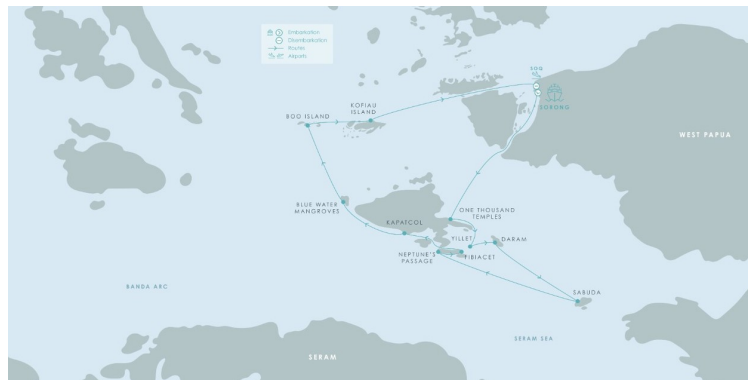 Embarkation
Disembarkation
Routes
Airports
SOQ
SORONG
KOFIAU
ISLAND
BOO ISLAND
WEST PAPUA
BLUE WATER
MANGROVES
KAPATCOL
ONE THOUSAND
TEMPLES
YILLET
DARAM
NEPTUNE'S
PASSAGE
FIBIACET
BANDA ARC
SABUDA
SERAM SEA
SERAM